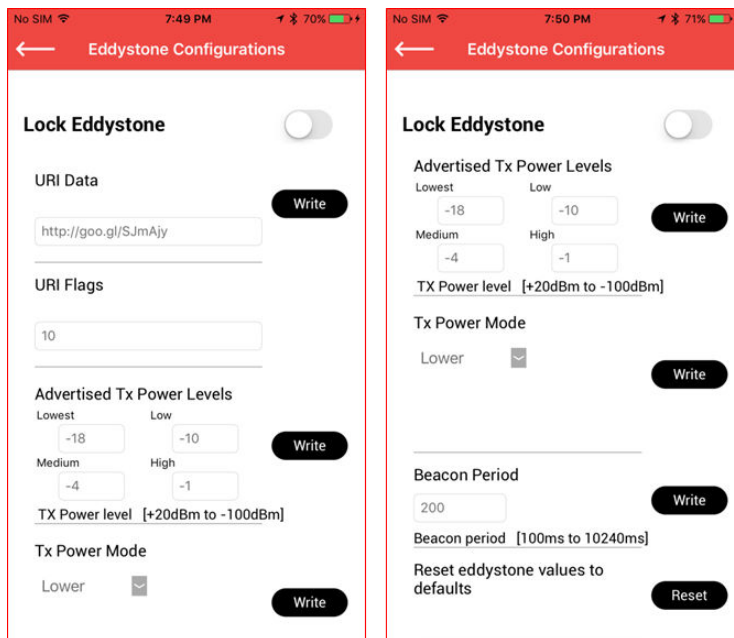 No SIM 7:49 PM 70%
Eddystone Configurations
Lock Eddystone
URI Data
Write
http://goo.gl/SJmAjy
URI Flags
10
Advertised Tx Power Levels
Lowest Low
-18 -10
Write
Medium High
-4 -1
TX Power level [+20dBm to -100dBm]
Tx Power Mode
Lower
Write
No SIM 7:50 PM 71%
Eddystone Configurations
Lock Eddystone
Advertised Tx Power Levels
Lowest Low
-18 -10
Write
Medium High
-4 -1
TX Power level [+20dBm to -100dBm]
Tx Power Mode
Lower
Write
Beacon Period
200
Write
Beacon period [100ms to 10240ms]
Reset eddystone values to
defaults
Reset